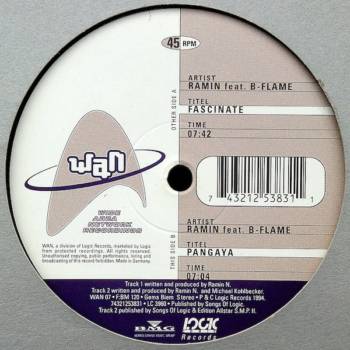 45 RPM
OTHER SIDE A
ARTIST
RAMIN feat. B-FLAME
TITEL
FASCINATE
TIME
07:42
wan
WIDE
AREA
NETWORK
RECORDINGS
7 43212 53831 1
THIS SIDE B
ARTIST
RAMIN feat. B-FLAME
TITEL
PANGAYA
TIME
07:04
WAN, a division of Logic Records, marketed by Logic
from protected recordings. All rights reserved.
Unauthorised copying, public performance, hiring and
broadcasting of this record forbidden. Made in Germany.
Track 1 written and produced by Ramin N.
Track 2 written and produced by Ramin N. and Michael Kohlbecker.
WAN 07 • F:BM 120 • Gema Biem Stereo • P & C Logic Records 1994.
74321253831 • LC 3960 • Published by Songs Of Logic
Track 2 published by Songs Of Logic & Edition Allstar S.M.P. II.
BMG
LOGIC
Records